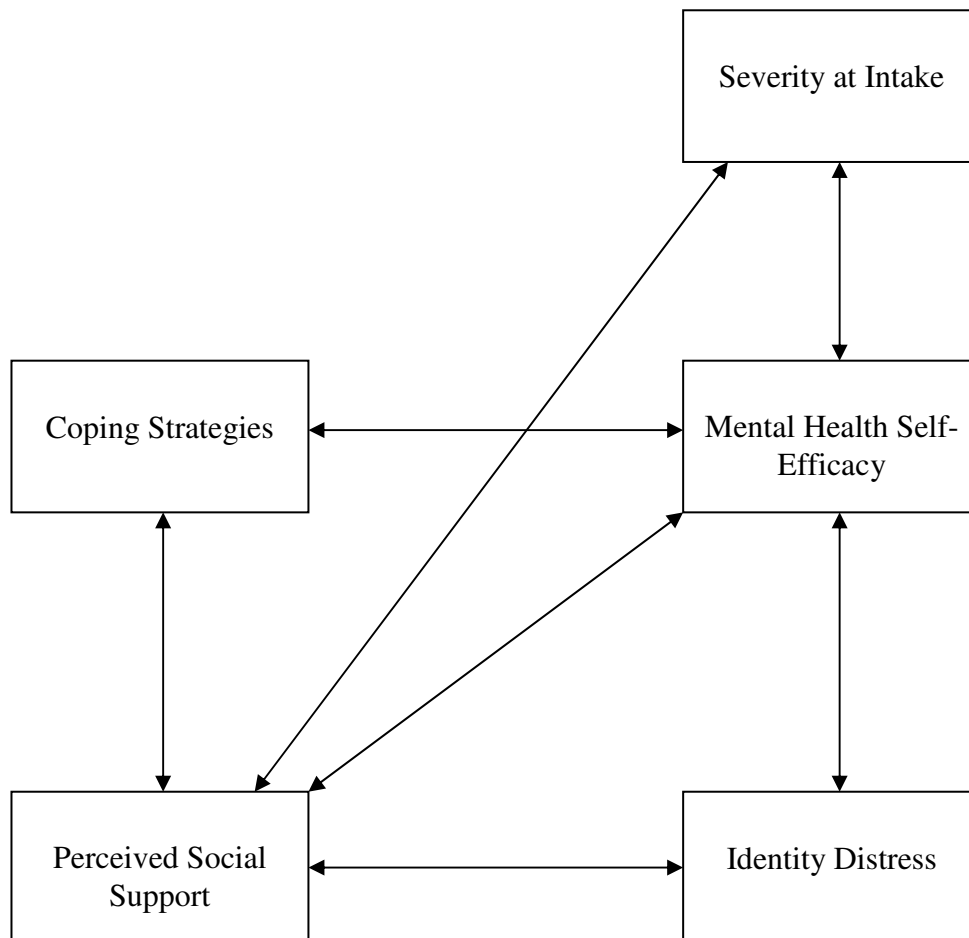 Severity at Intake
Coping Strategies
Mental Health Self-
Efficacy
Perceived Social
Support
Identity Distress